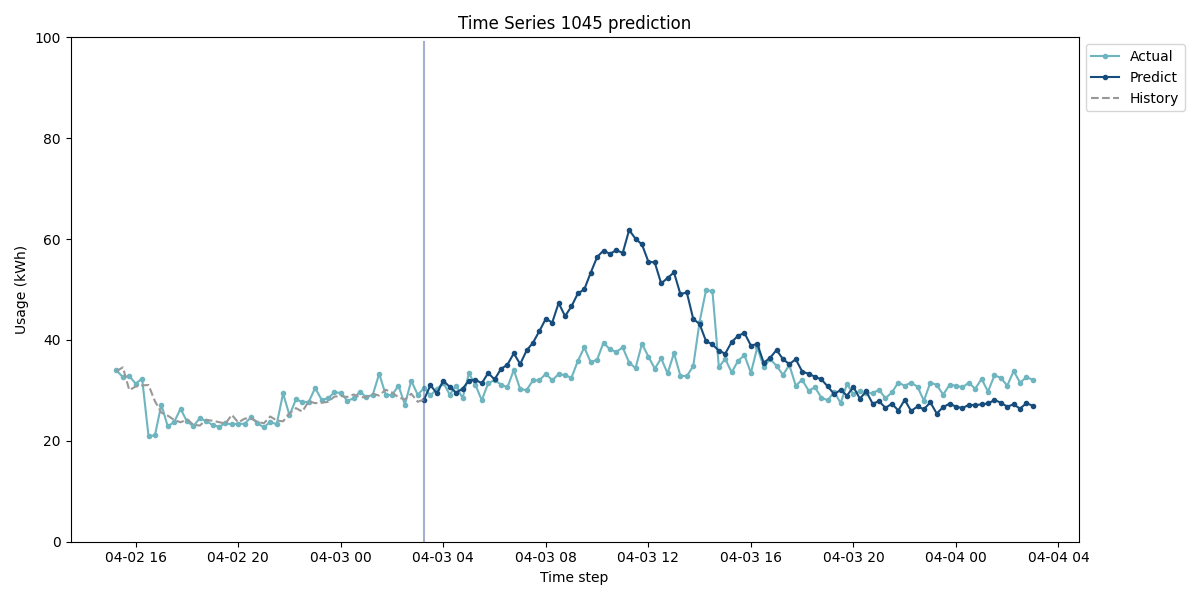 Time Series 1045 prediction
100
80
60
40
20
0
Usage (kWh)
04-02 16
04-02 20
04-03 00
04-03 04
04-03 08
04-03 12
04-03 16
04-03 20
04-04 00
04-04 04
Time step
Actual
Predict
History